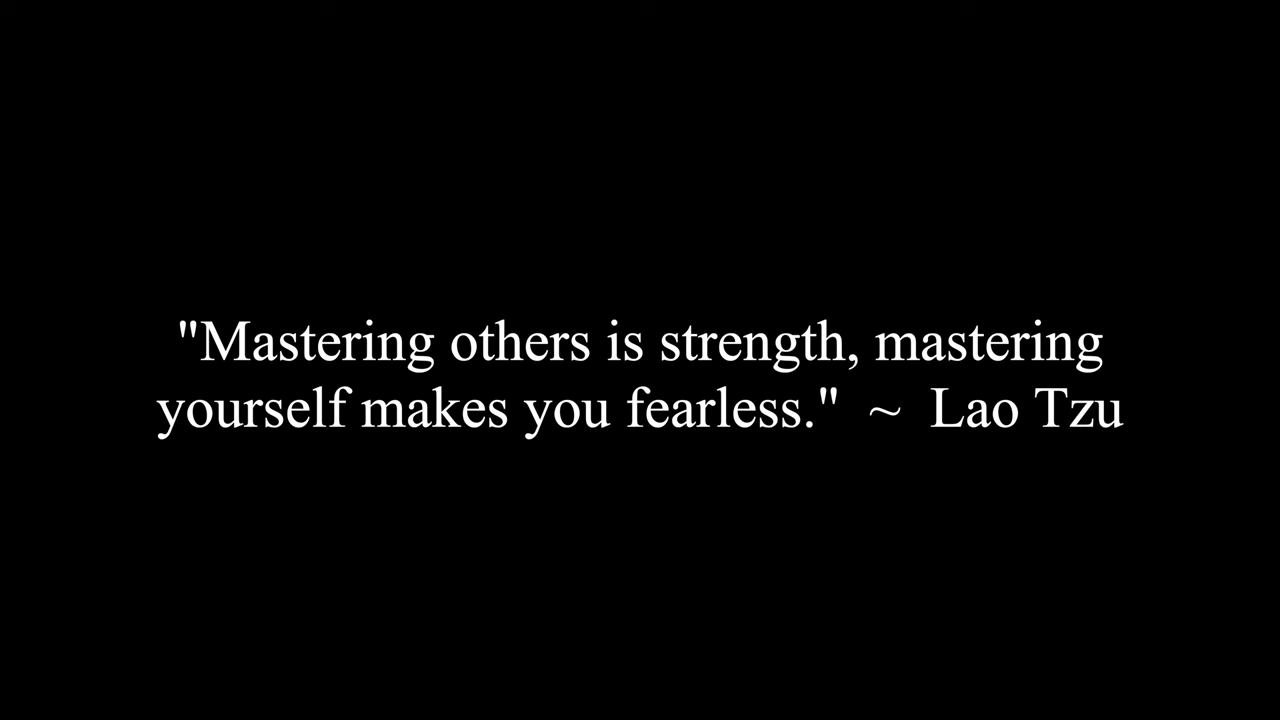 "Mastering others is strength, mastering
yourself makes you fearless."  ~  Lao Tzu